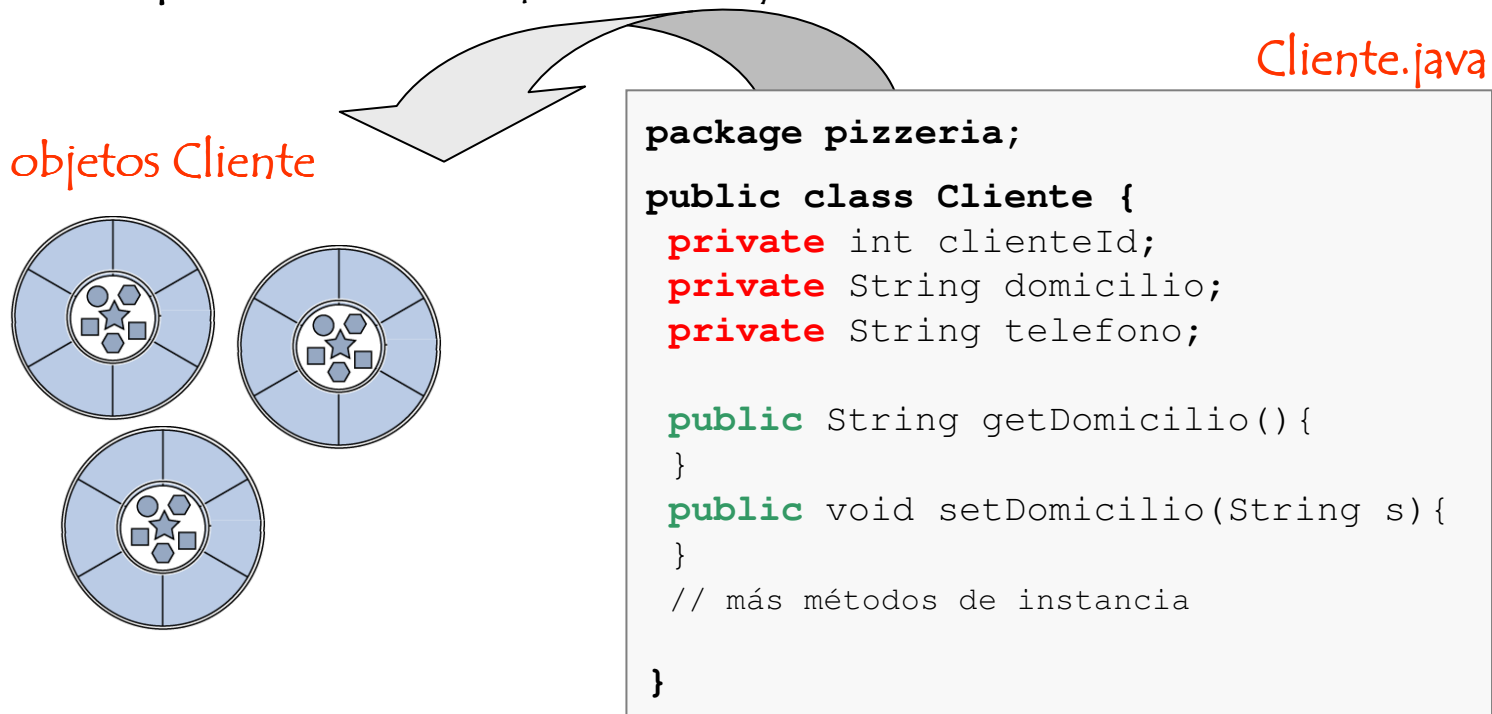 Cliente.java
objetos Cliente
package pizzeria;
public class Cliente {
private int clienteId;
private String domicilio;
private String telefono;
public String getDomicilio(){
}
public void setDomicilio(String s){
}
// más métodos de instancia
}